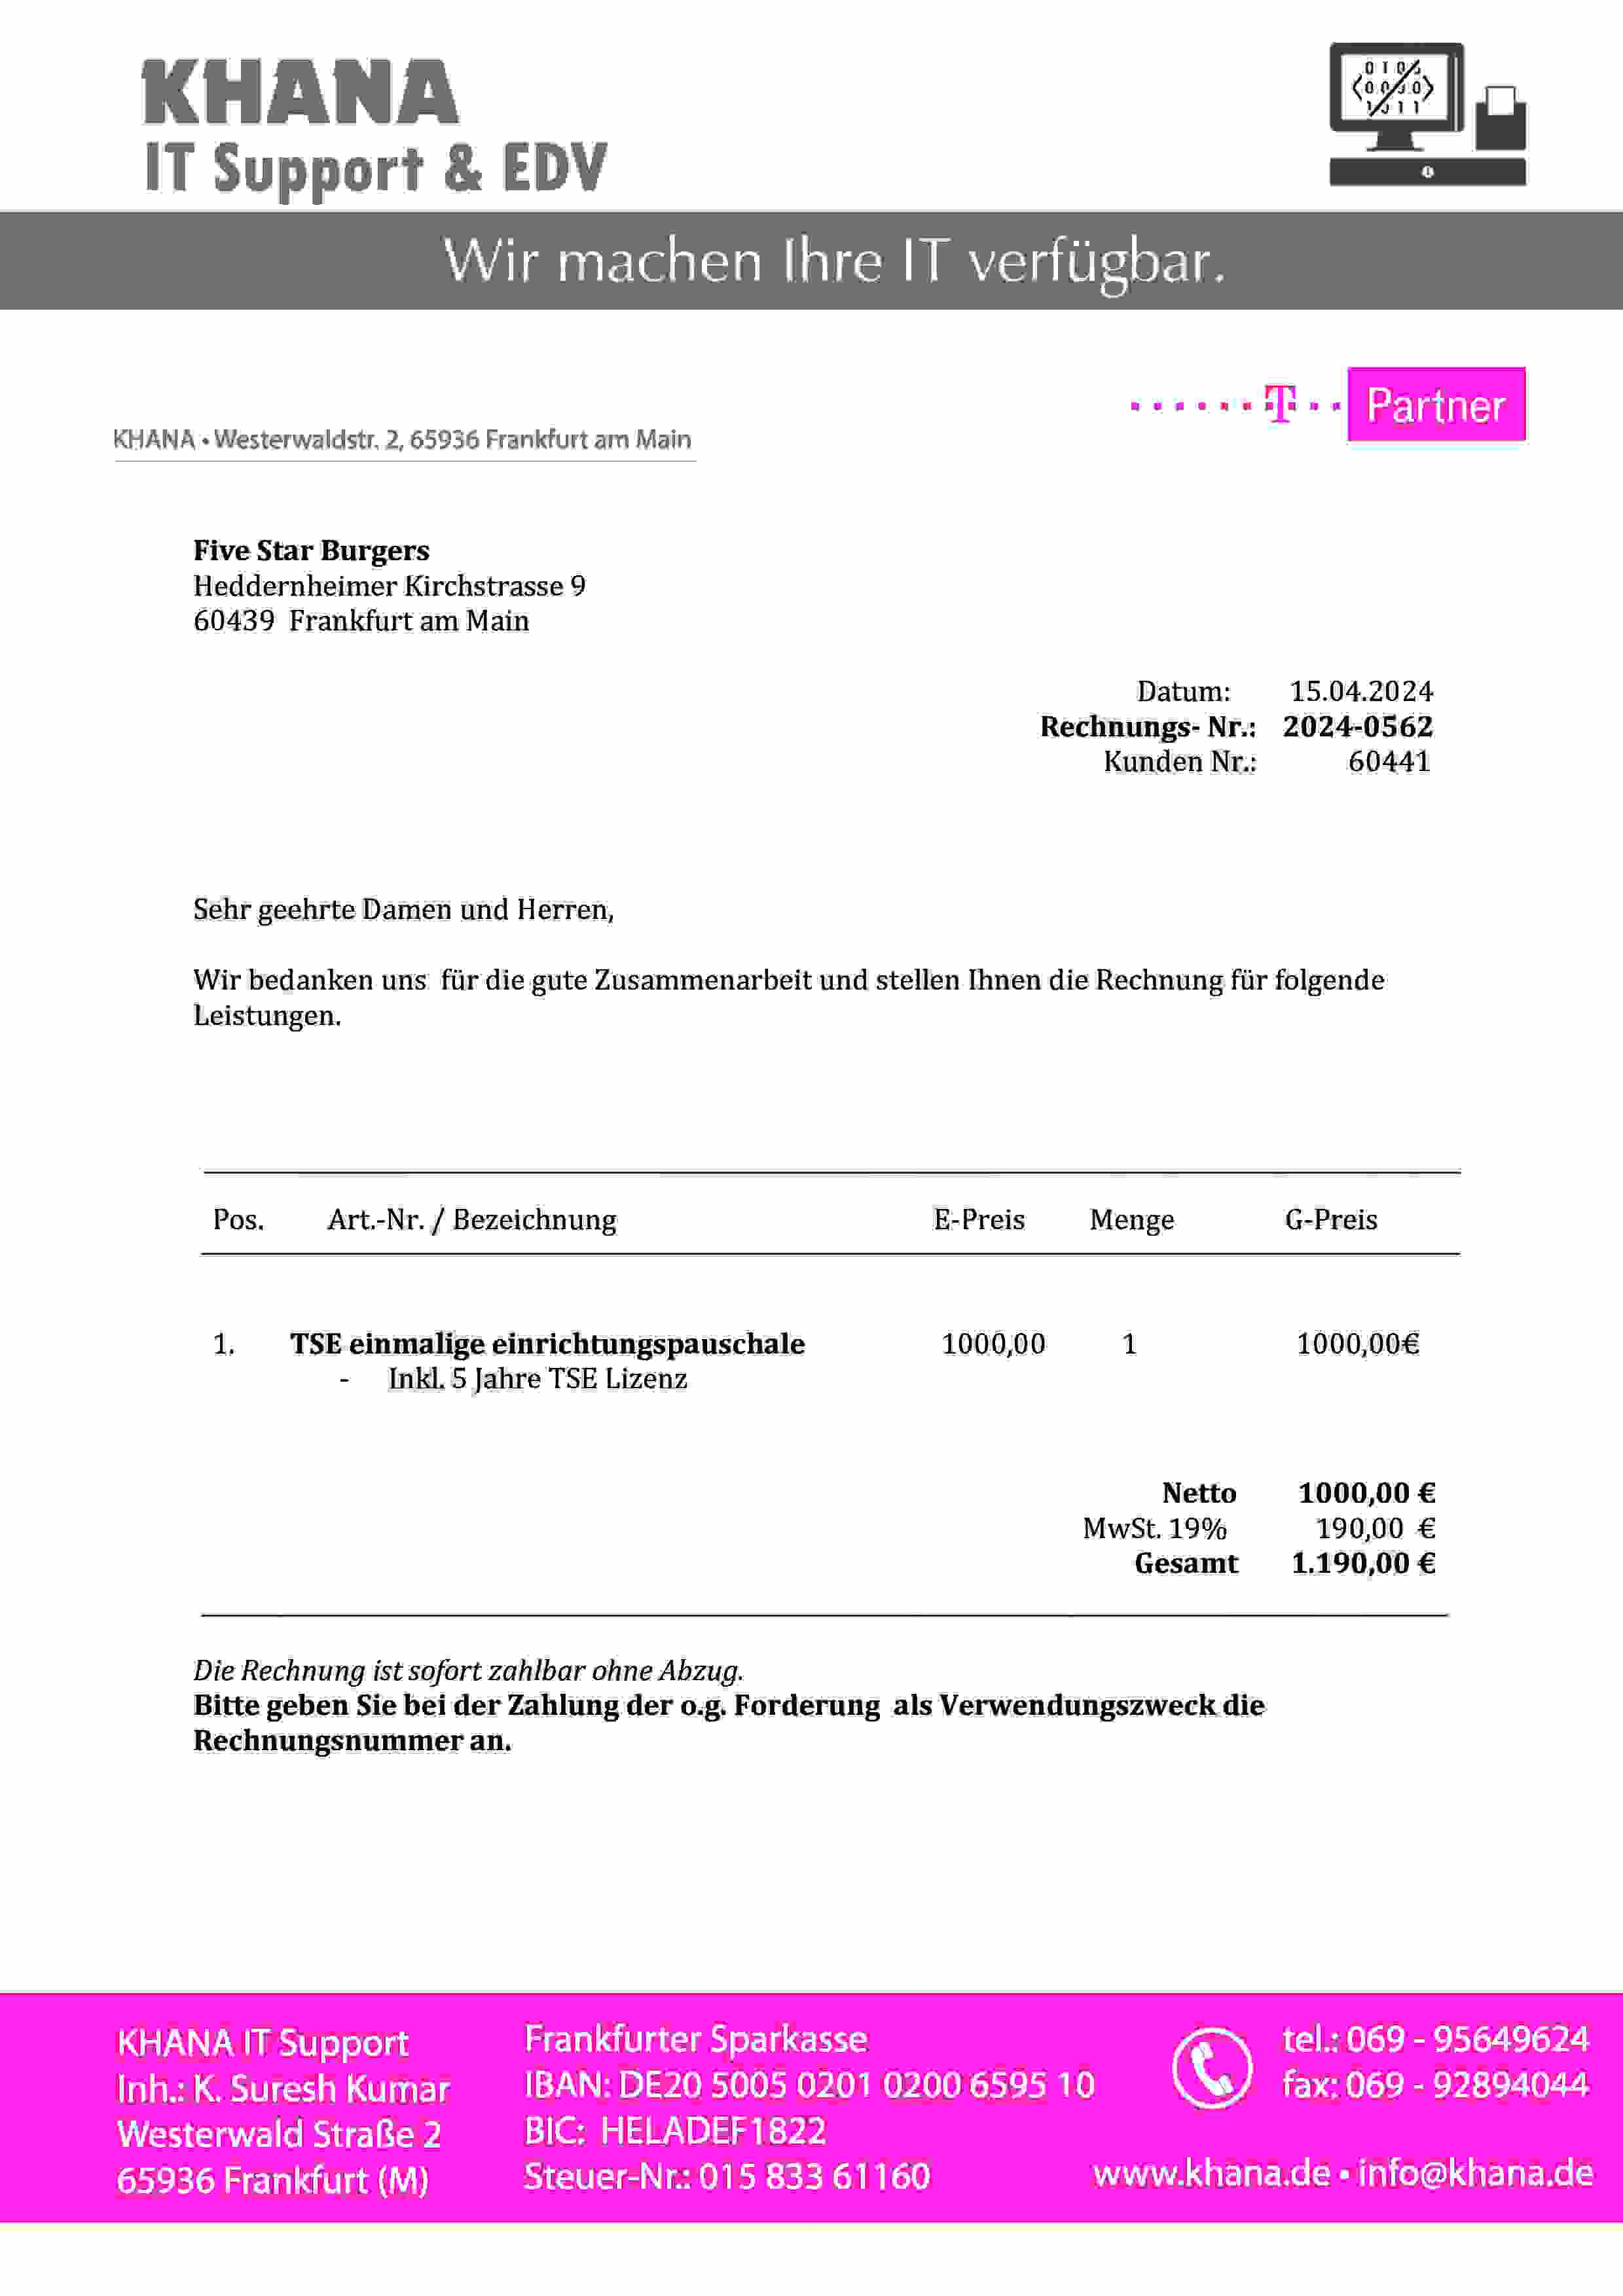 KHANA
IT Support & EDV
Wir machen Ihre IT verfügbar.
T Partner
KHANA • Westerwaldstr. 2, 65936 Frankfurt am Main
Five Star Burgers
Heddernheimer Kirchstrasse 9
60439 Frankfurt am Main
Datum: 15.04.2024
Rechnungs- Nr.: 2024-0562
Kunden Nr.: 60441
Sehr geehrte Damen und Herren,
Wir bedanken uns für die gute Zusammenarbeit und stellen Ihnen die Rechnung für folgende
Leistungen.
Pos. Art.-Nr. / Bezeichnung E-Preis Menge G-Preis
1. TSE einmalige einrichtungspauschale 1000,00 1 1000,00€
- Inkl. 5 Jahre TSE Lizenz
Netto 1000,00 €
MwSt. 19% 190,00 €
Gesamt 1.190,00 €
Die Rechnung ist sofort zahlbar ohne Abzug.
Bitte geben Sie bei der Zahlung der o.g. Forderung als Verwendungszweck die
Rechnungsnummer an.
KHANA IT Support
Inh.: K. Suresh Kumar
Westerwald Straße 2
65936 Frankfurt (M)
Frankfurter Sparkasse
IBAN: DE20 5005 0201 0200 6595 10
BIC: HELADEF1822
Steuer-Nr.: 015 833 61160
tel.: 069 - 95649624
fax: 069 - 92894044
www.khana.de • info@khana.de